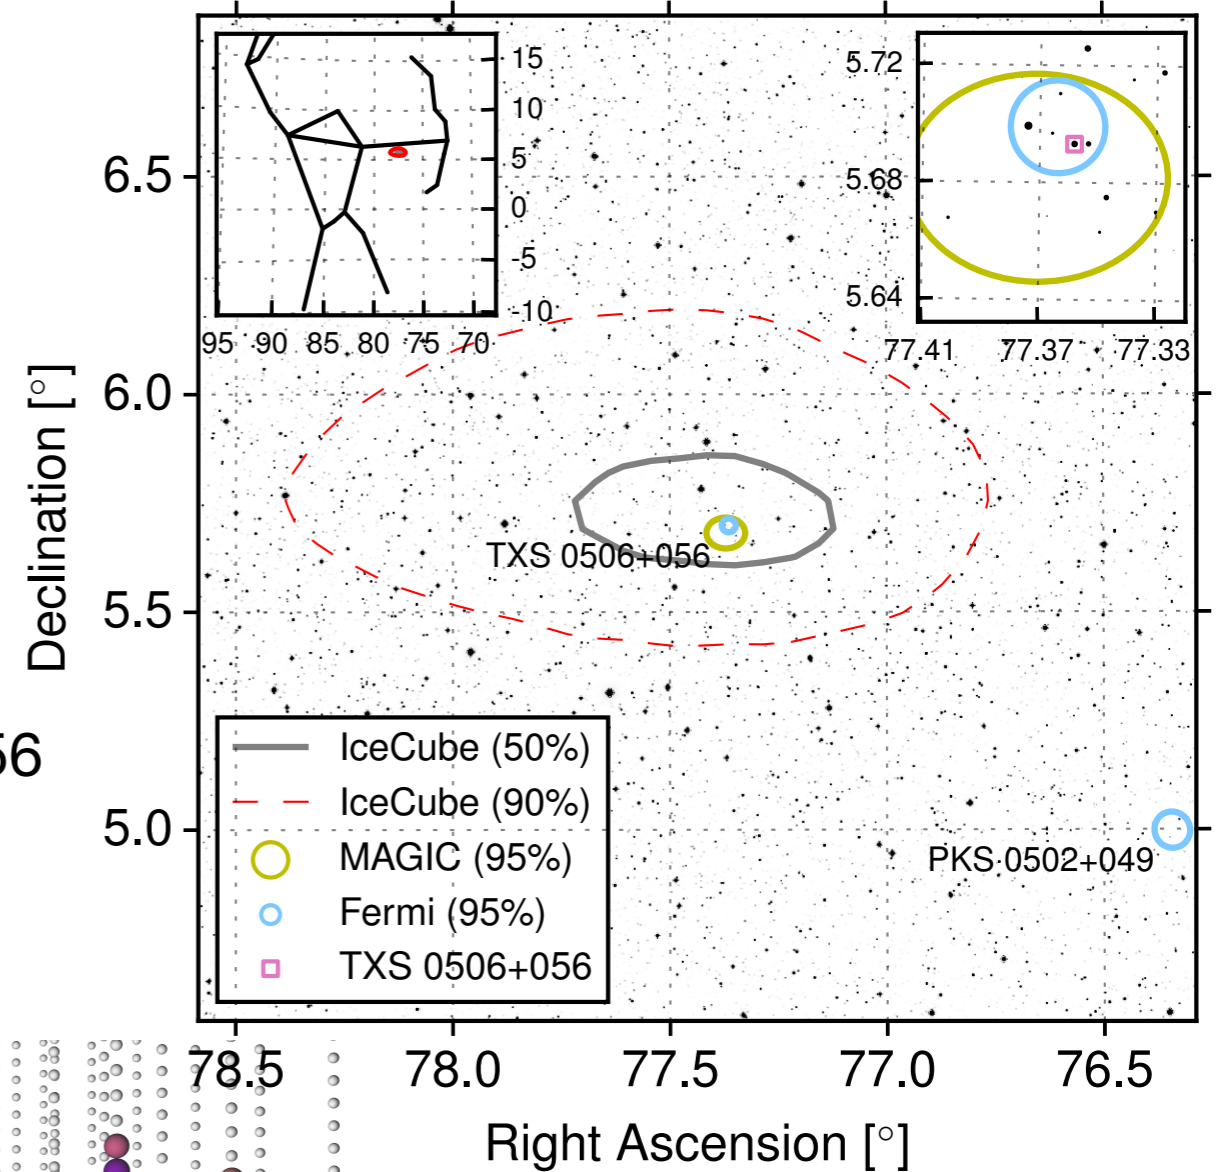 15
10
5
0
-5
-10
95 90 85 80 75 70
5.72
5.68
5.64
77.41 77.37 77.33
6.5
6.0
5.5
5.0
Declination [°]
TXS 0506+056
PKS 0502+049
IceCube (50%)
IceCube (90%)
MAGIC (95%)
Fermi (95%)
TXS 0506+056
56
78.5 78.0 77.5 77.0 76.5
Right Ascension [°]